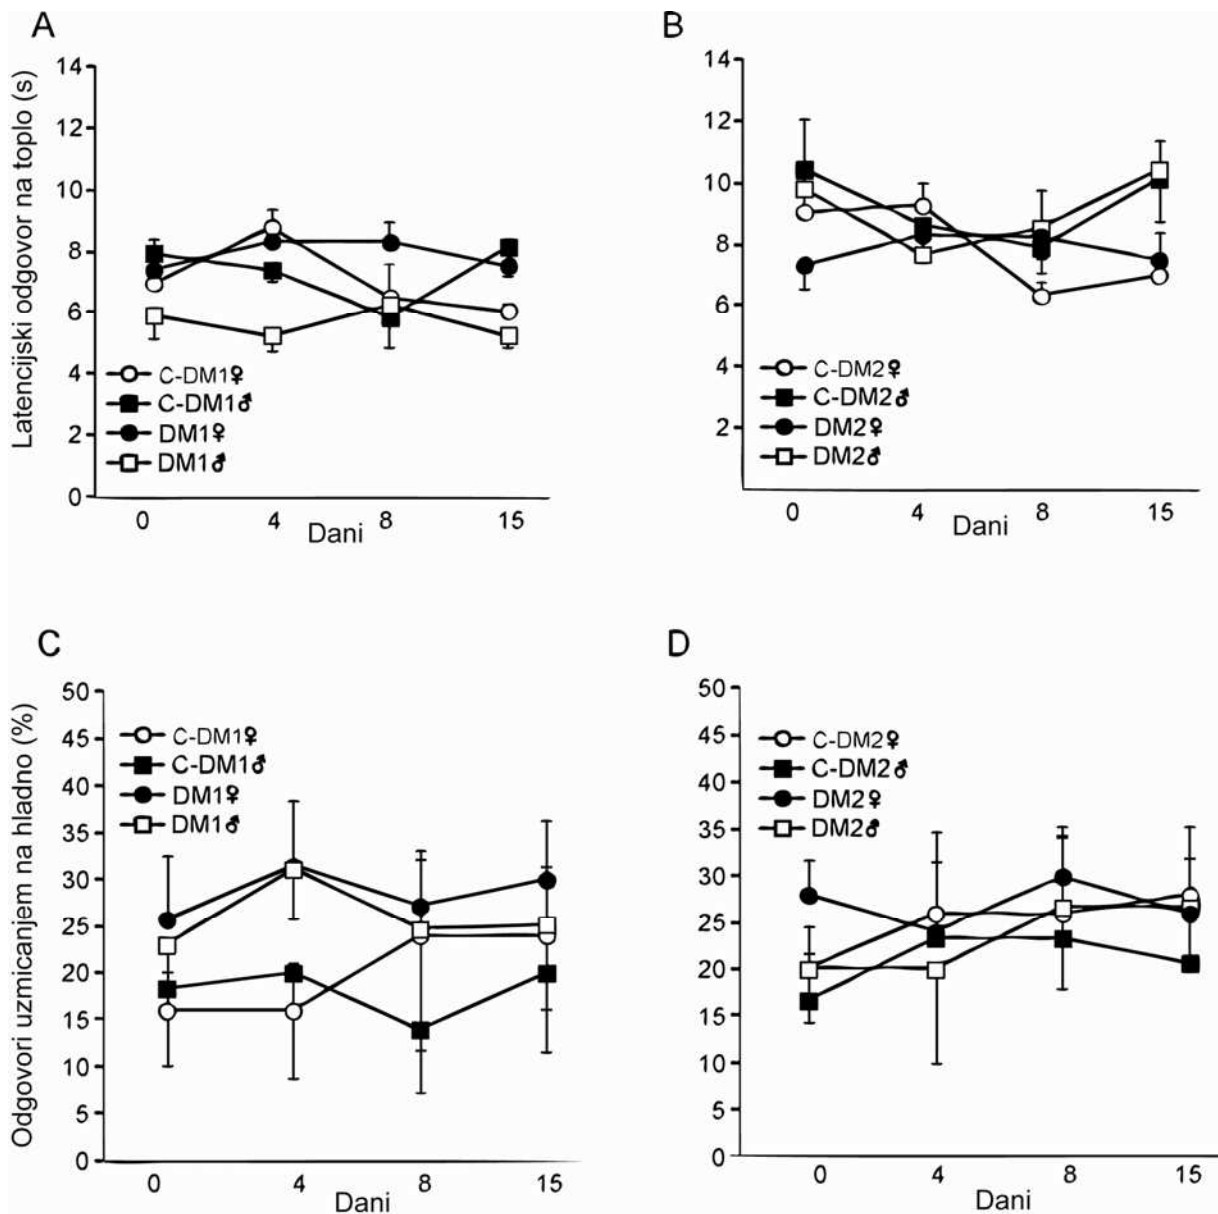 A
Latencijski odgovor na toplo (s)
14
12
10
8
6
4
2
0
C-DM1♀
C-DM1♂
DM1♀
DM1♂
0 4 8 15
Dani
B
14
12
10
8
6
4
2
C-DM2♀
C-DM2♂
DM2♀
DM2♂
0 4 8 15
Dani
C
Odgovori uzmicanjem na hladno (%)
50
45
40
35
30
25
20
15
10
5
0
C-DM1♀
C-DM1♂
DM1♀
DM1♂
0 4 8 15
Dani
D
50
45
40
35
30
25
20
15
10
5
0
C-DM2♀
C-DM2♂
DM2♀
DM2♂
0 4 8 15
Dani